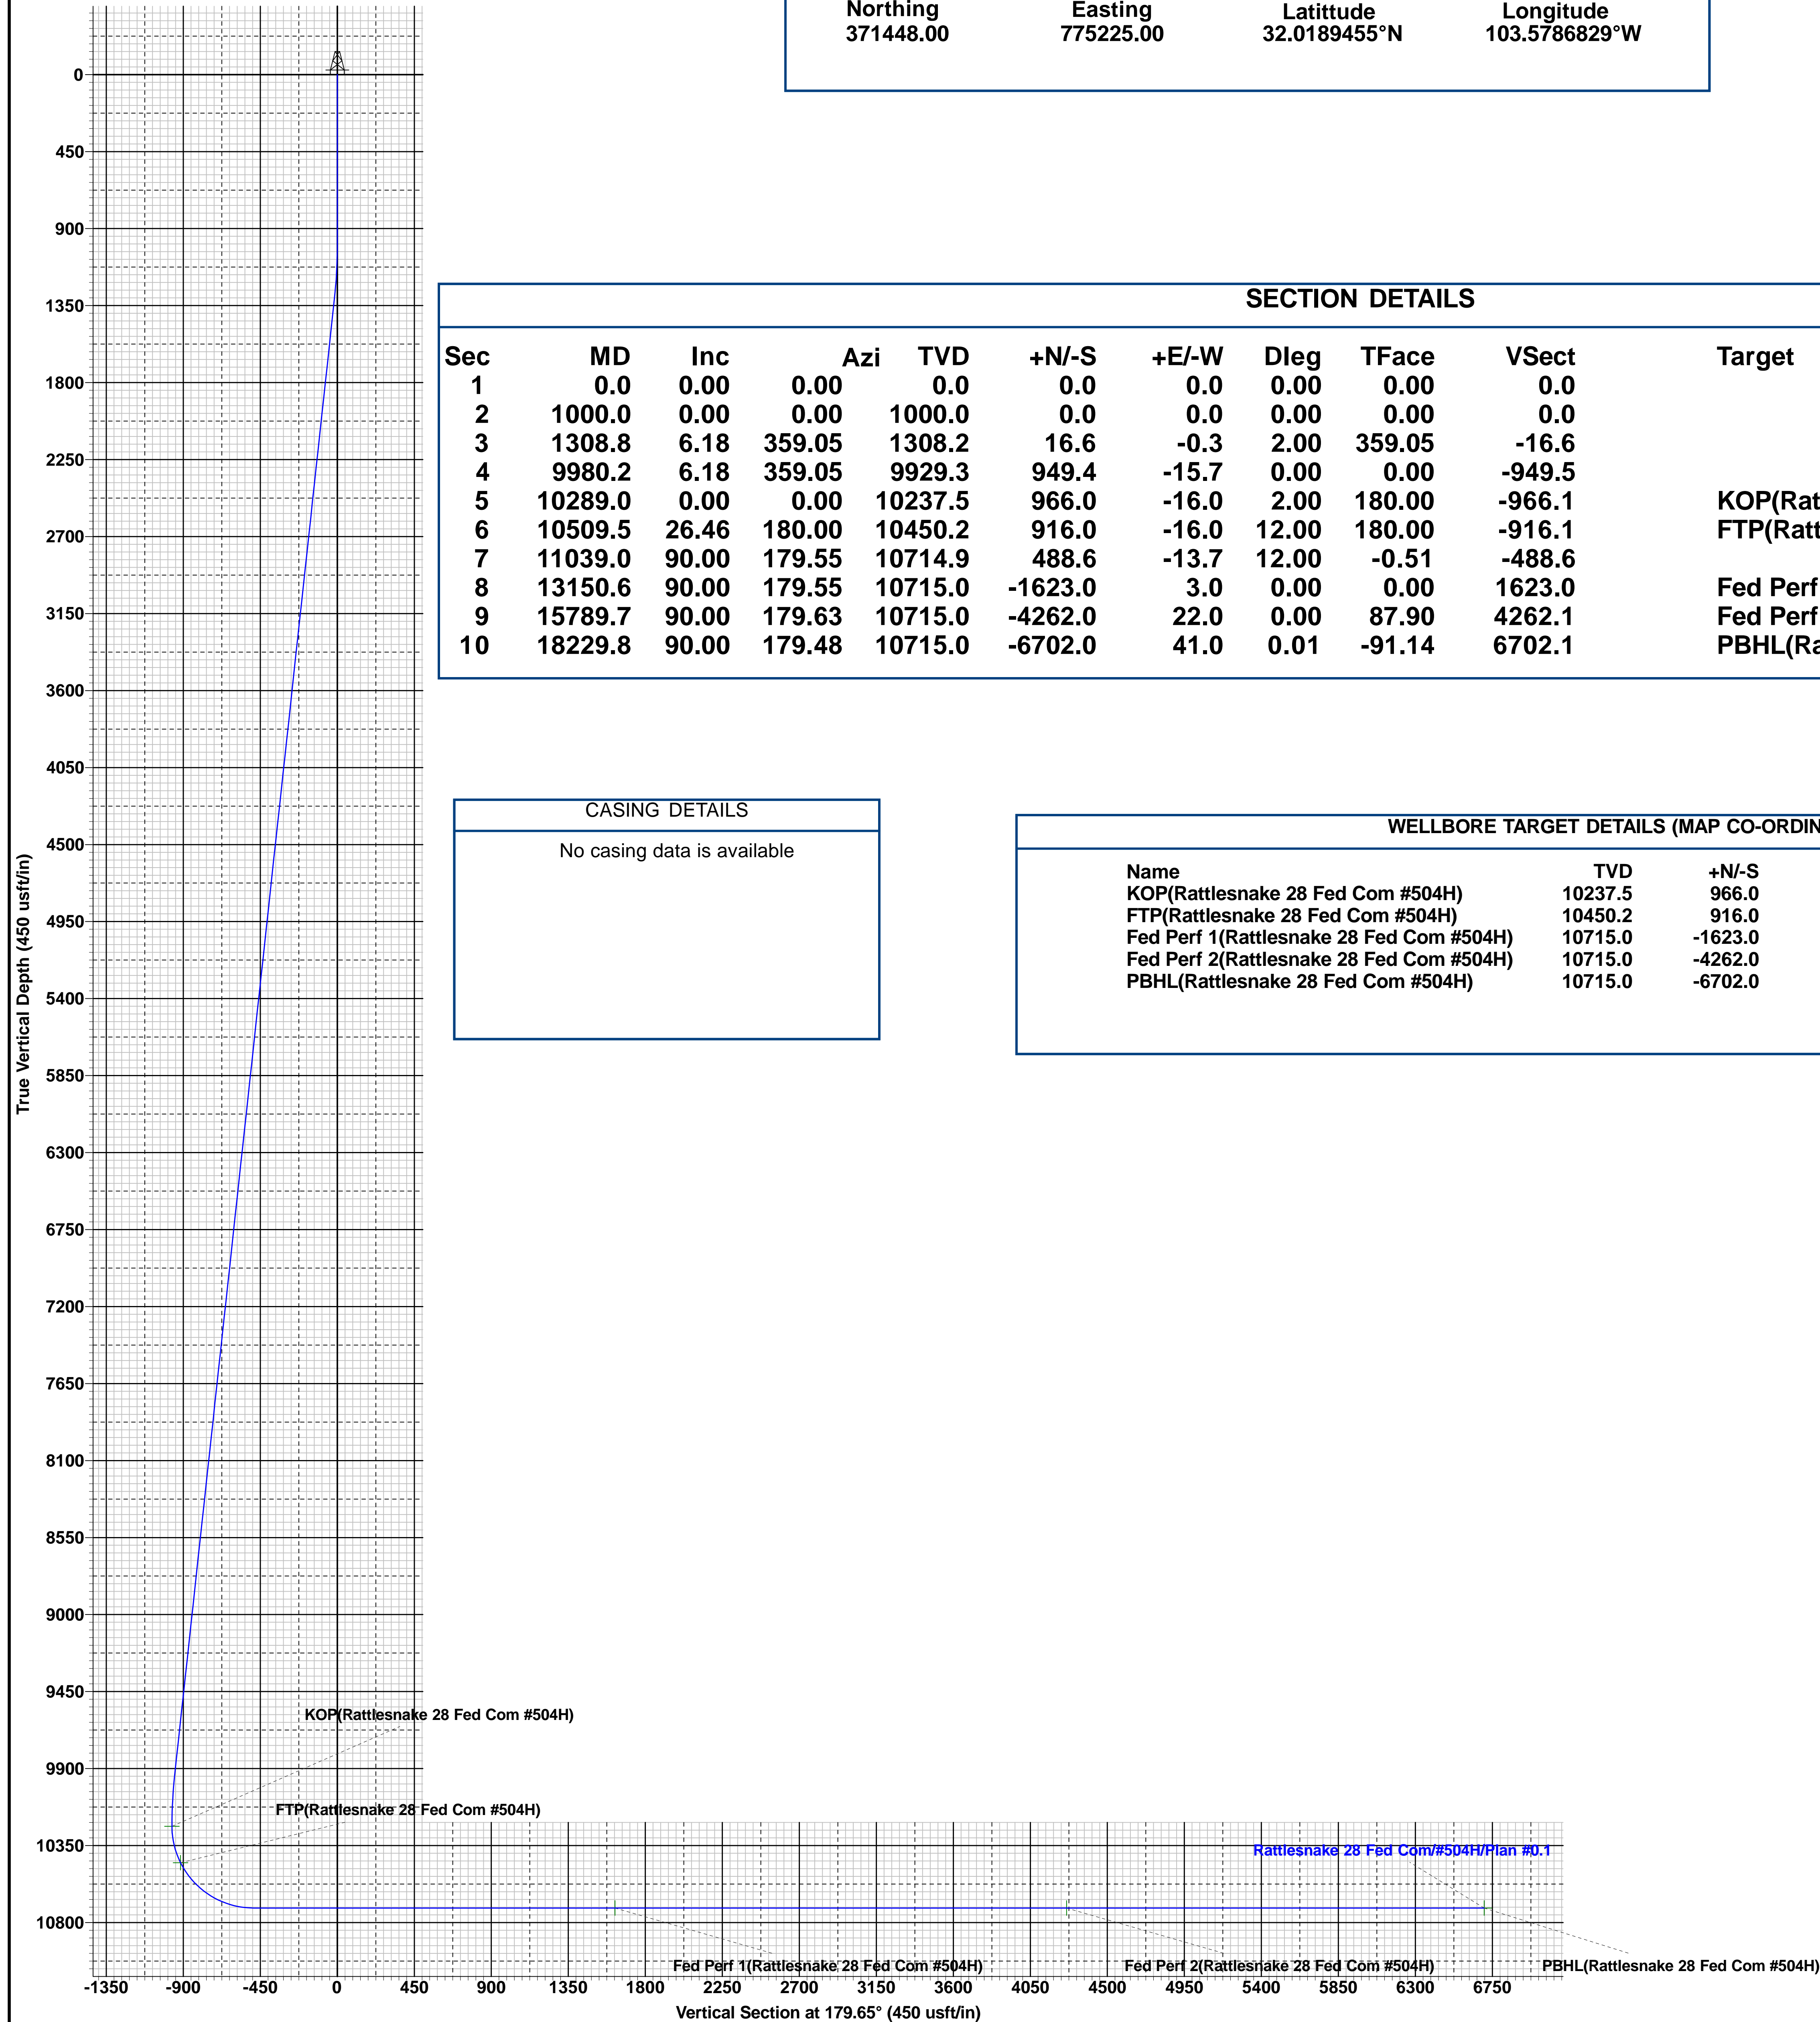 Northing Easting Latittude Longitude
371448.00 775225.00 32.0189455°N 103.5786829°W
SECTION DETAILS
Sec MD Inc Azi TVD +N/-S +E/-W Dleg TFace VSect Target
1 0.0 0.00 0.00 0.0 0.0 0.0 0.00 0.00 0.0
2 1000.0 0.00 0.00 1000.0 0.0 0.0 0.00 0.00 0.0
3 1308.8 6.18 359.05 1308.2 16.6 -0.3 2.00 359.05 -16.6
4 9980.2 6.18 359.05 9929.3 949.4 -15.7 0.00 0.00 -949.5
5 10289.0 0.00 0.00 10237.5 966.0 -16.0 2.00 180.00 -966.1 KOP(Rat
6 10509.5 26.46 180.00 10450.2 916.0 -16.0 12.00 180.00 -916.1 FTP(Ratt
7 11039.0 90.00 179.55 10714.9 488.6 -13.7 12.00 -0.51 -488.6
8 13150.6 90.00 179.55 10715.0 -1623.0 3.0 0.00 0.00 1623.0 Fed Perf
9 15789.7 90.00 179.63 10715.0 -4262.0 22.0 0.00 87.90 4262.1 Fed Perf
10 18229.8 90.00 179.48 10715.0 -6702.0 41.0 0.01 -91.14 6702.1 PBHL(Ra
CASING DETAILS
No casing data is available
WELLBORE TARGET DETAILS (MAP CO-ORDIN
Name TVD +N/-S
KOP(Rattlesnake 28 Fed Com #504H) 10237.5 966.0
FTP(Rattlesnake 28 Fed Com #504H) 10450.2 916.0
Fed Perf 1(Rattlesnake 28 Fed Com #504H) 10715.0 -1623.0
Fed Perf 2(Rattlesnake 28 Fed Com #504H) 10715.0 -4262.0
PBHL(Rattlesnake 28 Fed Com #504H) 10715.0 -6702.0
True Vertical Depth (450 usft/in)
0
450
900
1350
1800
2250
2700
3150
3600
4050
4500
4950
5400
5850
6300
6750
7200
7650
8100
8550
9000
9450
9900
10350
10800
KOP(Rattlesnake 28 Fed Com #504H)
FTP(Rattlesnake 28 Fed Com #504H)
Rattlesnake 28 Fed Com/#504H/Plan #0.1
Fed Perf 1(Rattlesnake 28 Fed Com #504H)
Fed Perf 2(Rattlesnake 28 Fed Com #504H)
PBHL(Rattlesnake 28 Fed Com #504H)
-1350 -900 -450 0 450 900 1350 1800 2250 2700 3150 3600 4050 4500 4950 5400 5850 6300 6750
Vertical Section at 179.65° (450 usft/in)